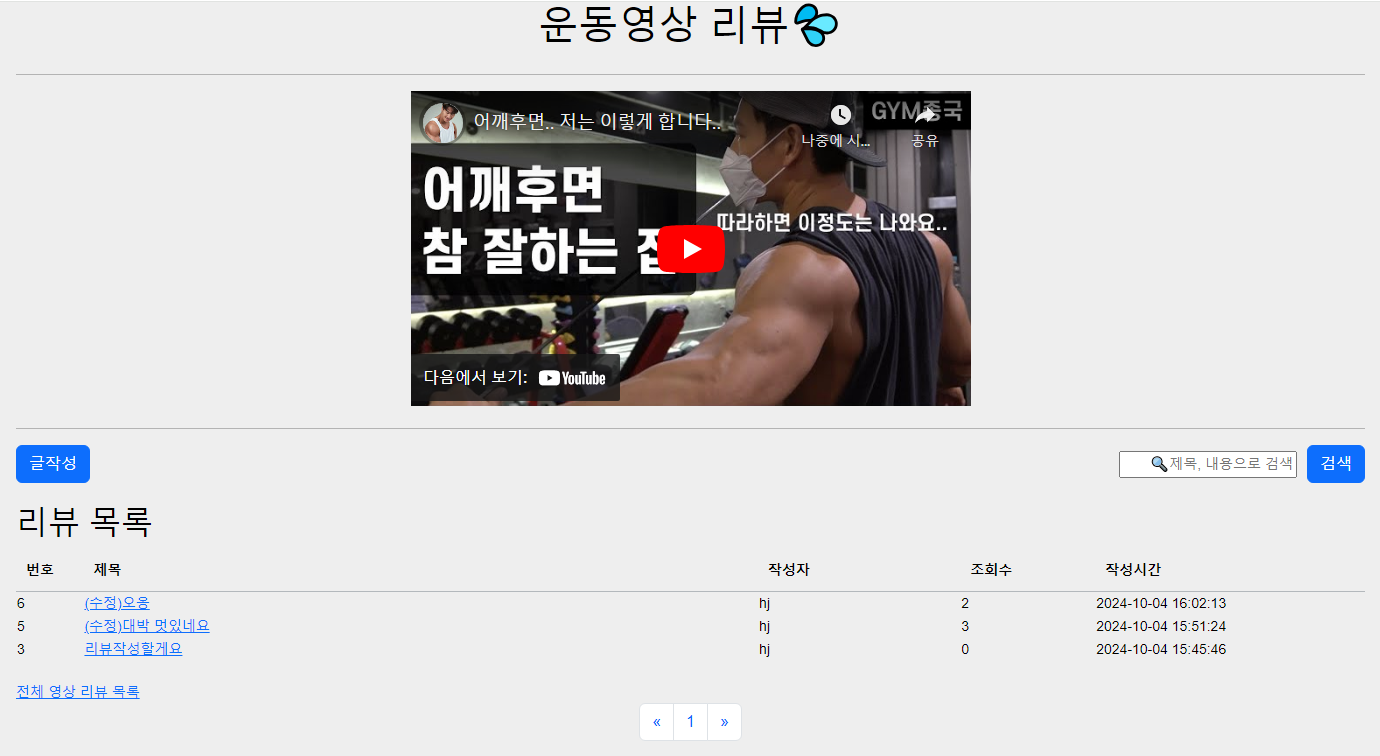 운동영상 리뷰💦
어깨후면.. 저는 이렇게 합니다..
나중에 시...
공유
GYM종국
어깨후면
참 잘하는 집
따라하면 이정도는 나와요..
다음에서 보기: YouTube
글작성
🔍제목, 내용으로 검색 검색
리뷰 목록
번호 제목 작성자 조회수 작성시간
6 (수정)오옹 hj 2 2024-10-04 16:02:13
5 (수정)대박 멋있네요 hj 3 2024-10-04 15:51:24
3 리뷰작성할게요 hj 0 2024-10-04 15:45:46
전체 영상 리뷰 목록
« 1 »